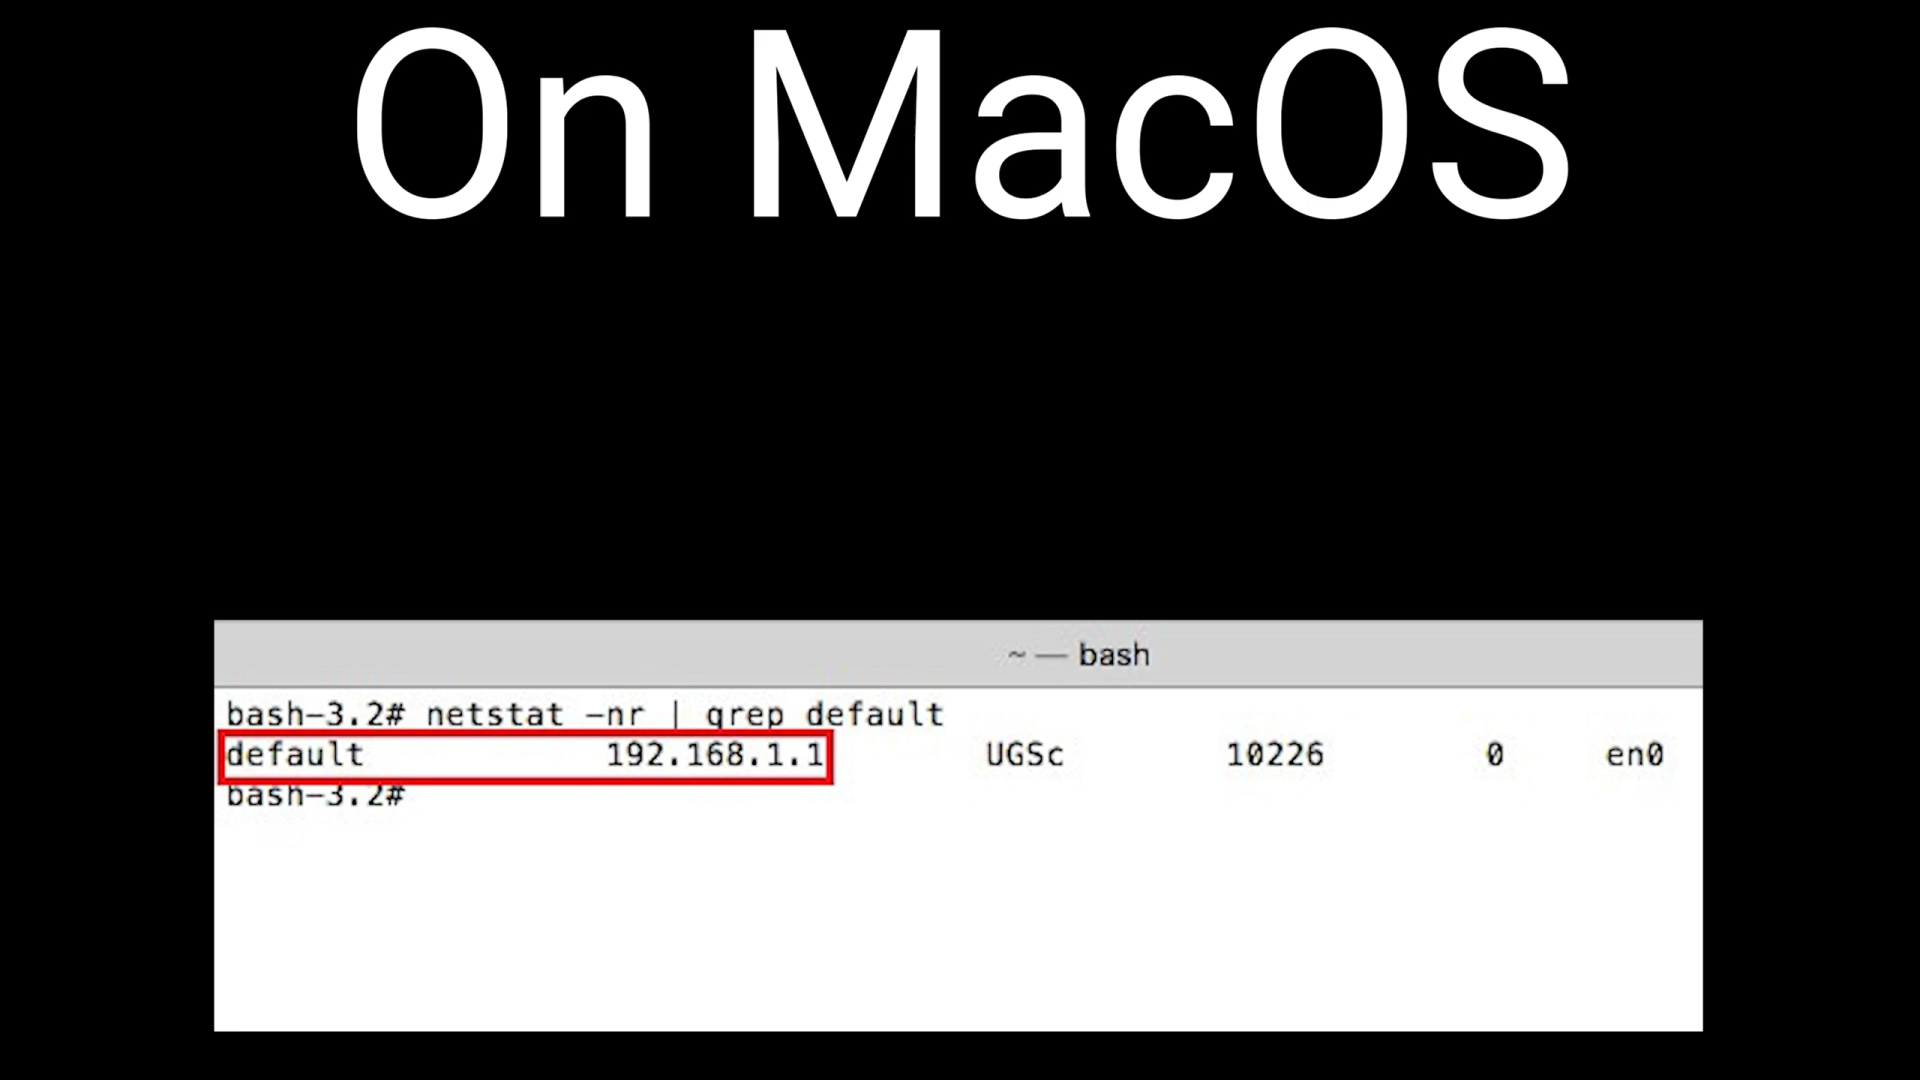 On MacOS
~ — bash
bash-3.2# netstat -nr | grep default
default 192.168.1.1 UGSc 10226 0 en0
bash-3.2#